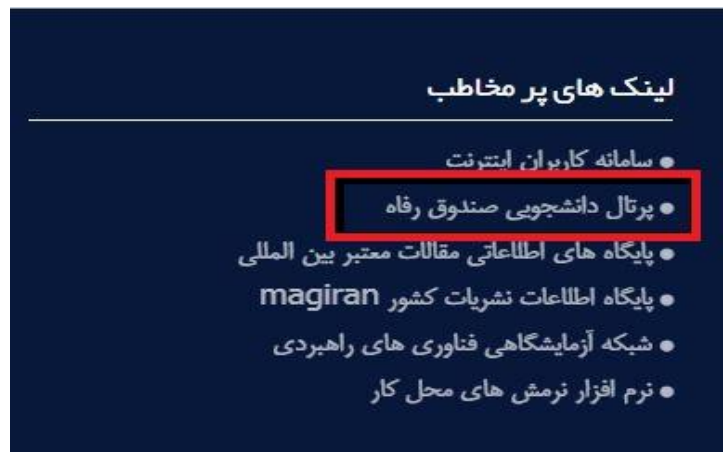 لینک های پر مخاطب
● سامانه کاربران اینترنت
● پرتال دانشجویی صندوق رفاه
● پایگاه های اطلاعاتی مقالات معتبر بین المللی
● پایگاه اطلاعات نشریات کشور magiran
● شبکه آزمایشگاهی فناوری های راهبردی
● نرم افزار نرمش های محل کار